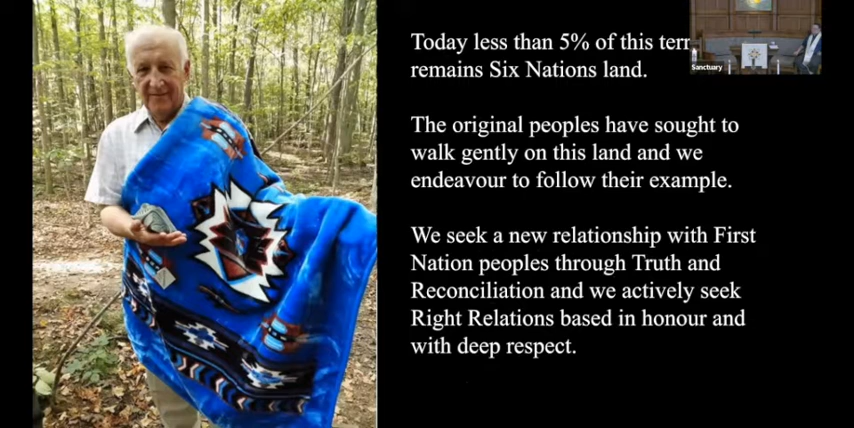 Today less than 5% of this terr
remains Six Nations land.
The original peoples have sought to
walk gently on this land and we
endeavour to follow their example.
We seek a new relationship with First
Nation peoples through Truth and
Reconciliation and we actively seek
Right Relations based in honour and
with deep respect.
Sanctuary